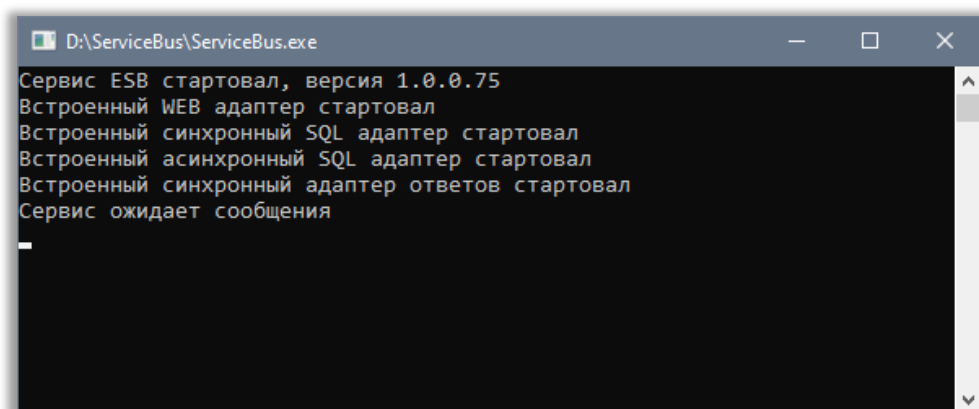 D:\ServiceBus\ServiceBus.exe
Сервис ESB стартовал, версия 1.0.0.75
Встроенный WEB адаптер стартовал
Встроенный синхронный SQL адаптер стартовал
Встроенный асинхронный SQL адаптер стартовал
Встроенный синхронный адаптер ответов стартовал
Сервис ожидает сообщения